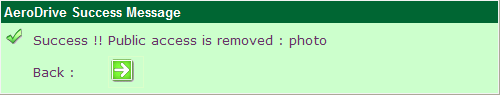 AeroDrive Success Message
Success !! Public access is removed : photo
Back :